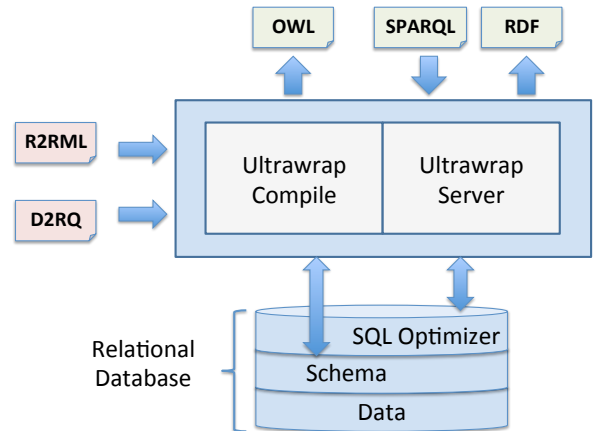 OWL
SPARQL
RDF
R2RML
D2RQ
Ultrawrap
Compile
Ultrawrap
Server
Relational
Database
SQL Optimizer
Schema
Data